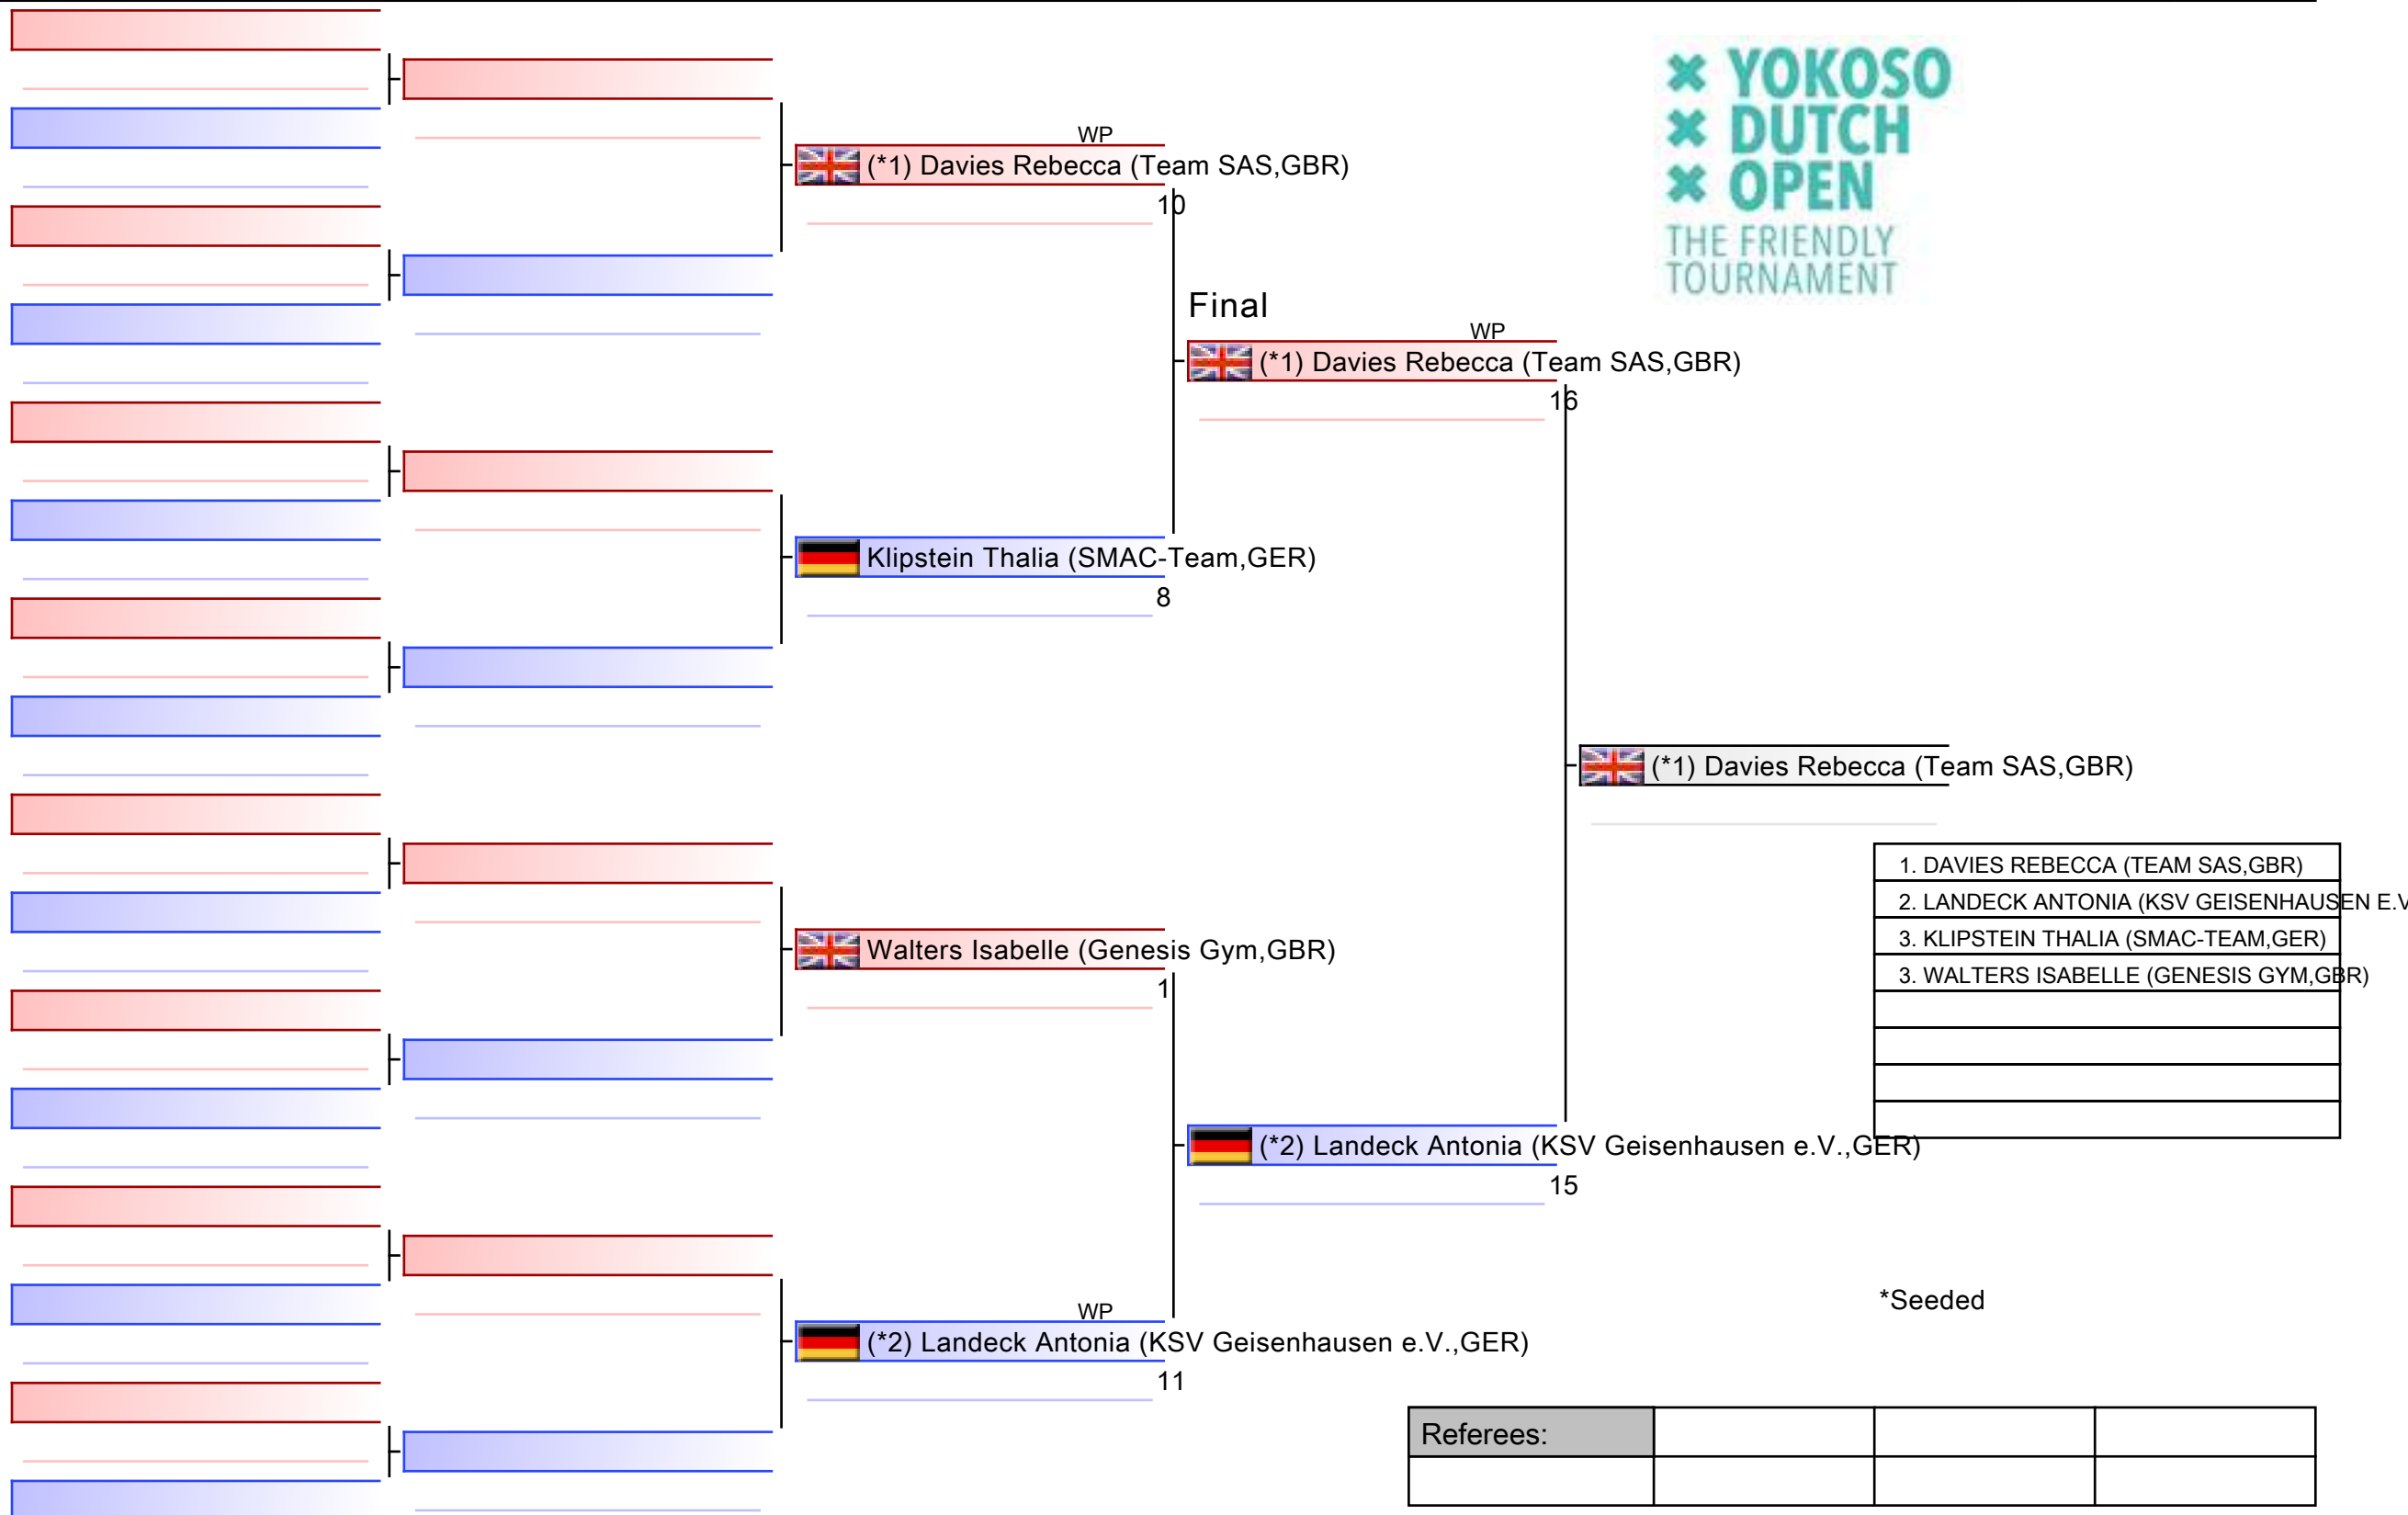 YOKOSO
DUTCH
OPEN
THE FRIENDLY
TOURNAMENT
WP
(*1) Davies Rebecca (Team SAS,GBR)
10
Final
WP
(*1) Davies Rebecca (Team SAS,GBR)
16
Klipstein Thalia (SMAC-Team,GER)
8
(*1) Davies Rebecca (Team SAS,GBR)
1. DAVIES REBECCA (TEAM SAS,GBR)
2. LANDECK ANTONIA (KSV GEISENHAUSEN E.V
3. KLIPSTEIN THALIA (SMAC-TEAM,GER)
3. WALTERS ISABELLE (GENESIS GYM,GBR)
Walters Isabelle (Genesis Gym,GBR)
1
(*2) Landeck Antonia (KSV Geisenhausen e.V.,GER)
15
WP
(*2) Landeck Antonia (KSV Geisenhausen e.V.,GER)
11
*Seeded
Referees: